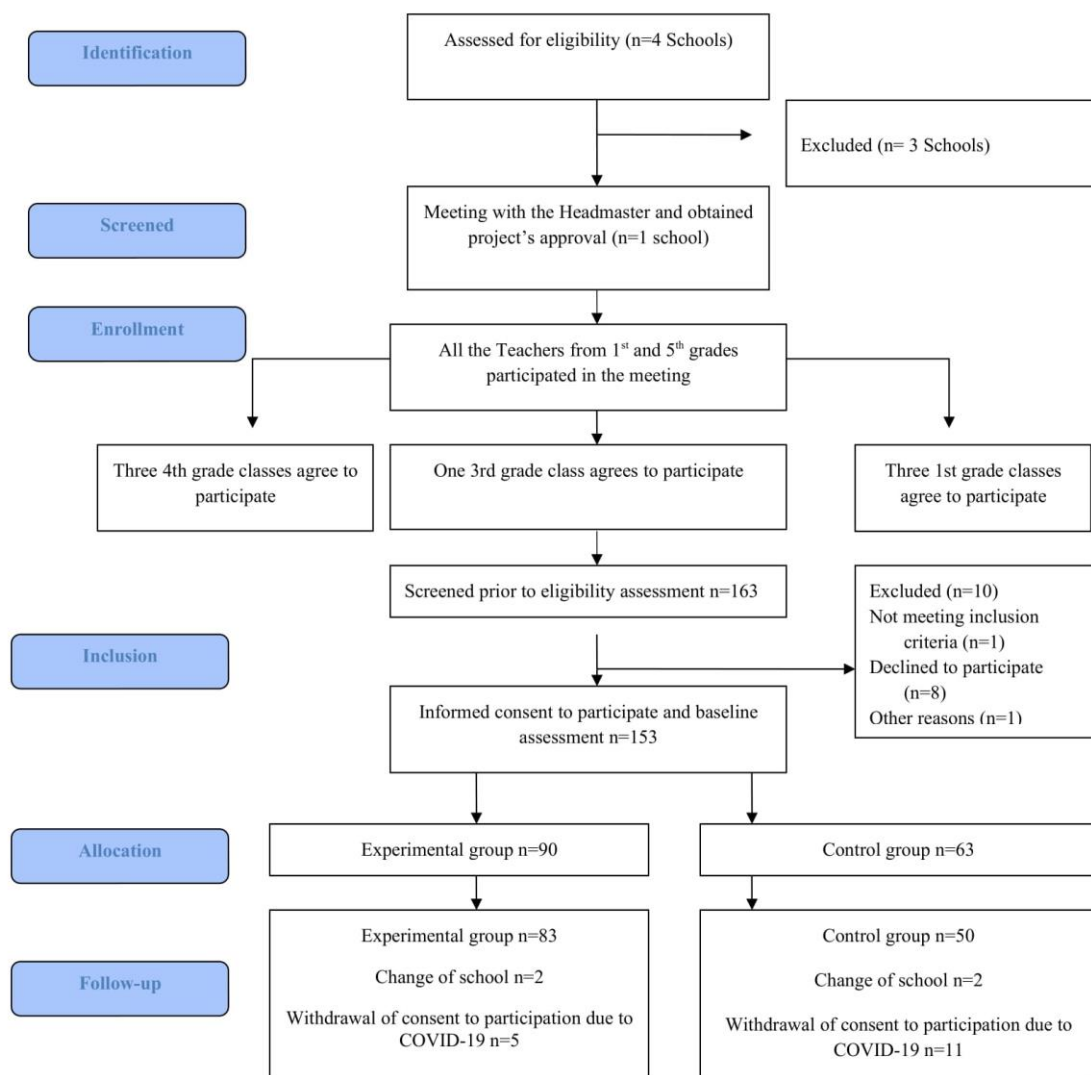 Identification
Assessed for eligibility (n=4 Schools)
Excluded (n= 3 Schools)
Screened
Meeting with the Headmaster and obtained
project's approval (n=1 school)
Enrollment
All the Teachers from 1st and 5th grades
participated in the meeting
Three 4th grade classes agree to
participate
One 3rd grade class agrees to participate
Three 1st grade classes
agree to participate
Screened prior to eligibility assessment n=163
Excluded (n=10)
Not meeting inclusion
criteria (n=1)
Declined to participate
(n=8)
Other reasons (n=1)
Inclusion
Informed consent to participate and baseline
assessment n=153
Allocation
Experimental group n=90
Control group n=63
Follow-up
Experimental group n=83
Change of school n=2
Withdrawal of consent to participation due to
COVID-19 n=5
Control group n=50
Change of school n=2
Withdrawal of consent to participation due to
COVID-19 n=11